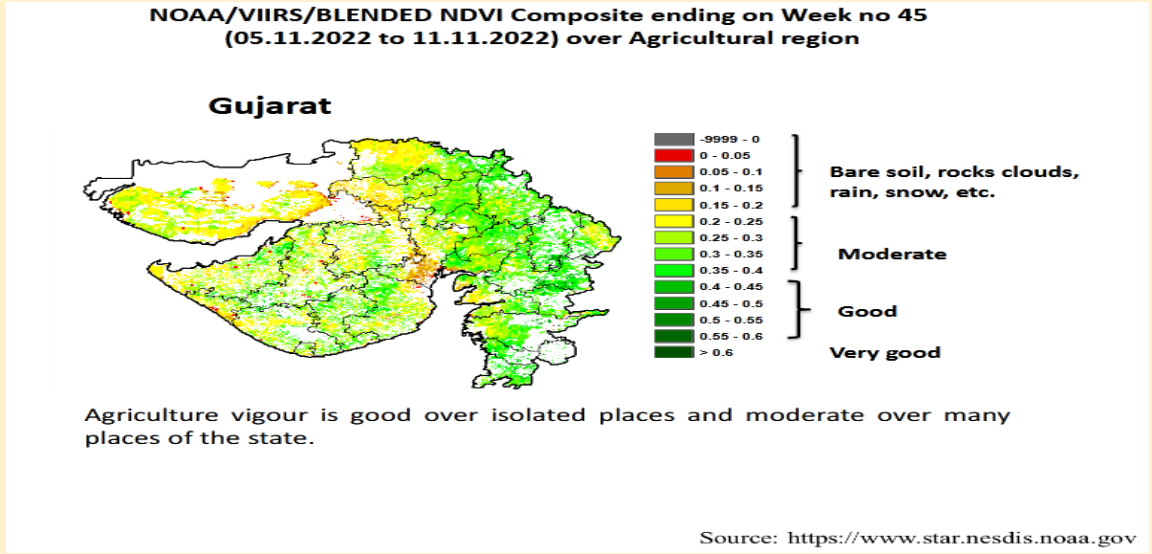 NOAA/VIIRS/BLENDED NDVI Composite ending on Week no 45
(05.11.2022 to 11.11.2022) over Agricultural region
Gujarat
-9999 - 0
0 - 0.05
0.05 - 0.1
0.1 - 0.15
0.15 - 0.2
0.2 - 0.25
0.25 - 0.3
0.3 - 0.35
0.35 - 0.4
0.4 - 0.45
0.45 - 0.5
0.5 - 0.55
0.55 - 0.6
> 0.6
Bare soil, rocks clouds,
rain, snow, etc.
Moderate
Good
Very good
Agriculture vigour is good over isolated places and moderate over many
places of the state.
Source: https://www.star.nesdis.noaa.gov